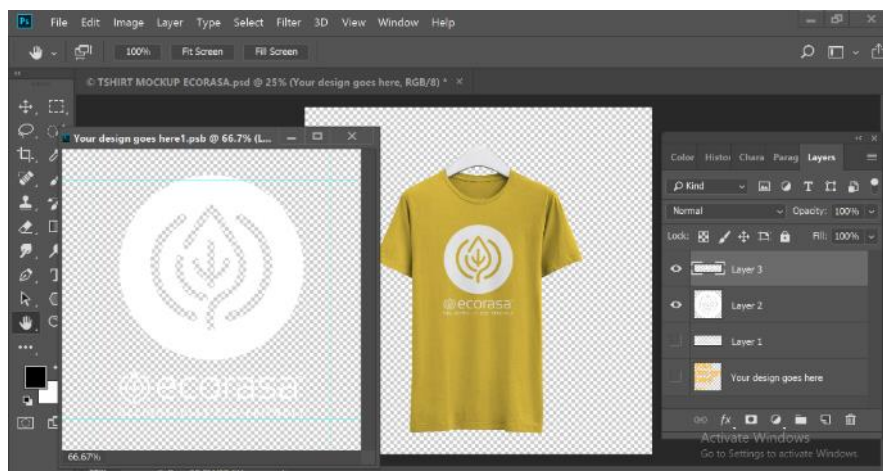 Ps File Edit Image Layer Type Select Filter 3D View Window Help
100% Fit Screen Fill Screen
© TSHIRT MOCKUP ECORASA.psd @ 25% (Your design goes here, RGB/8) * ×
Your design goes here1.psb @ 66.7% (L...
ecorasa
ecorasa
66.67%
Color Histo Chara Parag Layers
Kind
Normal Opacity: 100%
Lock: Fill: 100%
Layer 3
Layer 2
Layer 1
Your design goes here
fx
Activate Windows
Go to Settings to activate Windows.